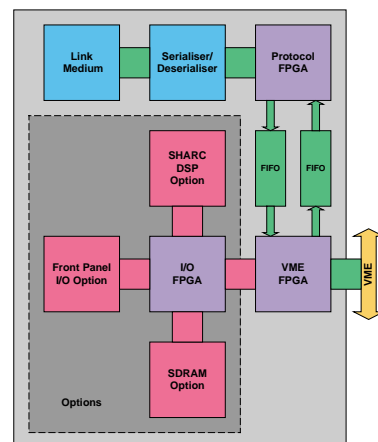 Link
Medium
Serialiser/
Deserialiser
Protocol
FPGA
SHARC
DSP
Option
FIFO
FIFO
Front Panel
I/O Option
I/O
FPGA
VME
FPGA
VME
SDRAM
Option
Options